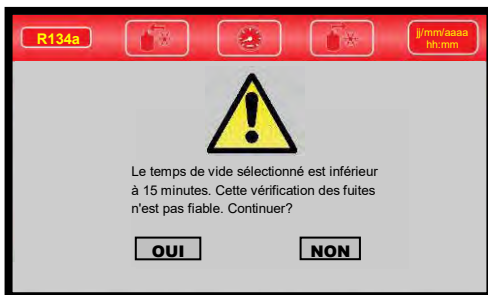 R134a
jj/mm/aaaa
hh:mm
Le temps de vide sélectionné est inférieur
à 15 minutes. Cette vérification des fuites
n'est pas fiable. Continuer?
OUI NON